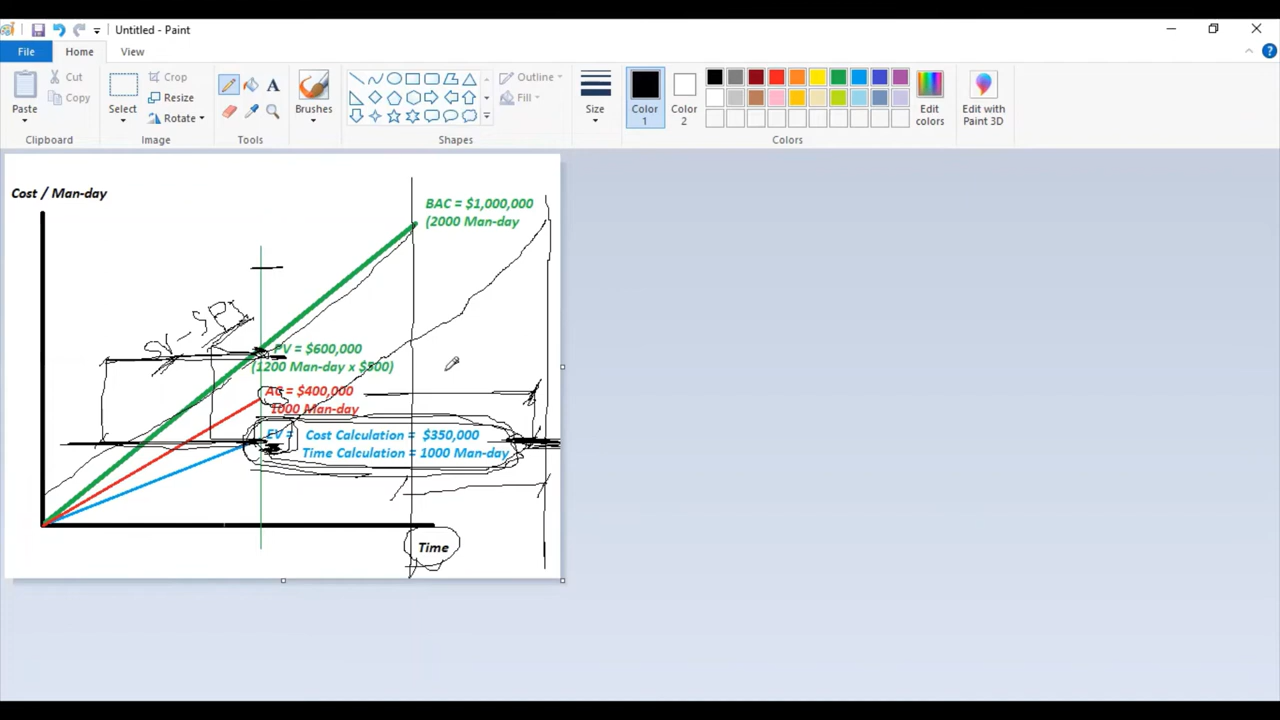 Untitled - Paint
File
Home
View
Paste
Cut
Copy
Clipboard
Select
Crop
Resize
Rotate
Image
A
Tools
Brushes
Outline
Fill
Shapes
Size
Color 1
Color 2
Edit colors
Colors
Edit with Paint 3D
Cost / Man-day
BAC = $1,000,000
(2000 Man-day
SV-SPI
PV = $600,000
(1200 Man-day x $500)
AC = $400,000
1000 Man-day
EV = Cost Calculation = $350,000
Time Calculation = 1000 Man-day
Time